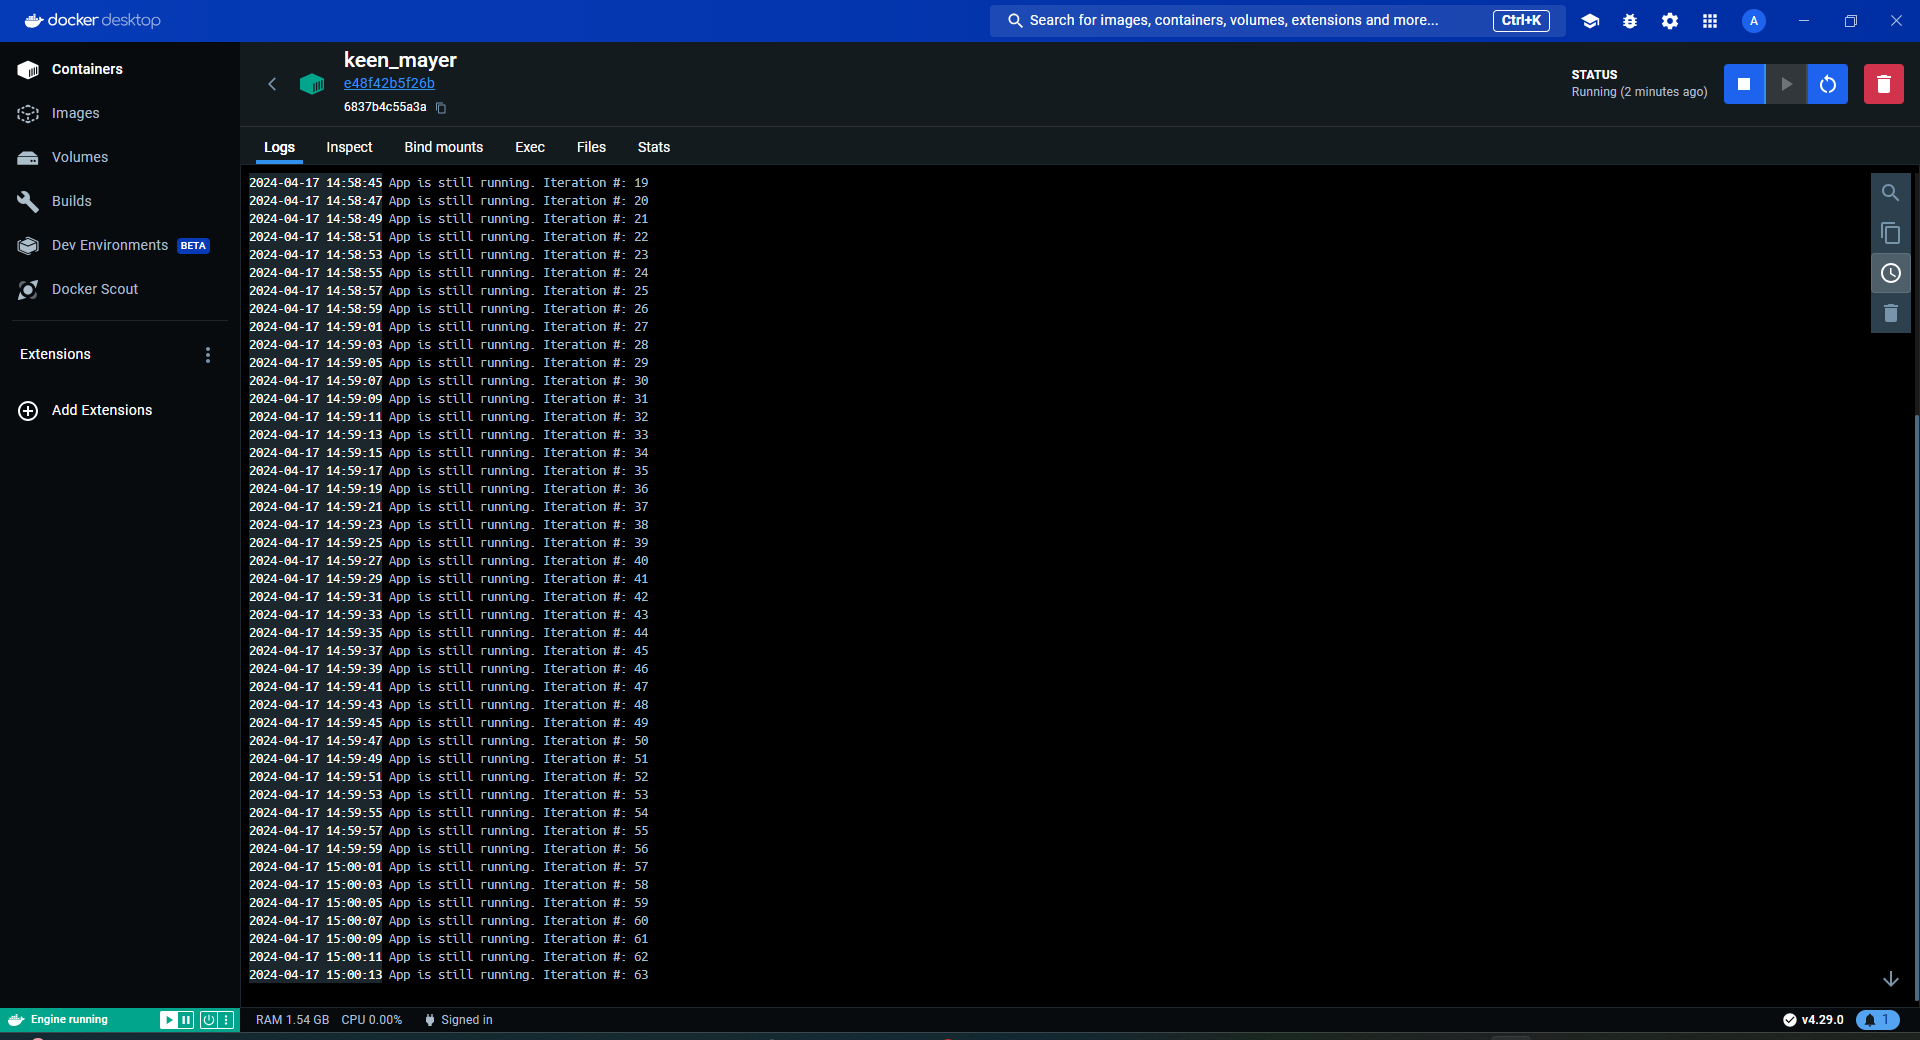 docker desktop
Search for images, containers, volumes, extensions and more...
Ctrl+K
A
Containers
Images
Volumes
Builds
Dev Environments BETA
Docker Scout
Extensions
Add Extensions
keen_mayer
e48f42b5f26b
6837b4c55a3a
STATUS
Running (2 minutes ago)
Logs Inspect Bind mounts Exec Files Stats
2024-04-17 14:58:45 App is still running. Iteration #: 19
2024-04-17 14:58:47 App is still running. Iteration #: 20
2024-04-17 14:58:49 App is still running. Iteration #: 21
2024-04-17 14:58:51 App is still running. Iteration #: 22
2024-04-17 14:58:53 App is still running. Iteration #: 23
2024-04-17 14:58:55 App is still running. Iteration #: 24
2024-04-17 14:58:57 App is still running. Iteration #: 25
2024-04-17 14:58:59 App is still running. Iteration #: 26
2024-04-17 14:59:01 App is still running. Iteration #: 27
2024-04-17 14:59:03 App is still running. Iteration #: 28
2024-04-17 14:59:05 App is still running. Iteration #: 29
2024-04-17 14:59:07 App is still running. Iteration #: 30
2024-04-17 14:59:09 App is still running. Iteration #: 31
2024-04-17 14:59:11 App is still running. Iteration #: 32
2024-04-17 14:59:13 App is still running. Iteration #: 33
2024-04-17 14:59:15 App is still running. Iteration #: 34
2024-04-17 14:59:17 App is still running. Iteration #: 35
2024-04-17 14:59:19 App is still running. Iteration #: 36
2024-04-17 14:59:21 App is still running. Iteration #: 37
2024-04-17 14:59:23 App is still running. Iteration #: 38
2024-04-17 14:59:25 App is still running. Iteration #: 39
2024-04-17 14:59:27 App is still running. Iteration #: 40
2024-04-17 14:59:29 App is still running. Iteration #: 41
2024-04-17 14:59:31 App is still running. Iteration #: 42
2024-04-17 14:59:33 App is still running. Iteration #: 43
2024-04-17 14:59:35 App is still running. Iteration #: 44
2024-04-17 14:59:37 App is still running. Iteration #: 45
2024-04-17 14:59:39 App is still running. Iteration #: 46
2024-04-17 14:59:41 App is still running. Iteration #: 47
2024-04-17 14:59:43 App is still running. Iteration #: 48
2024-04-17 14:59:45 App is still running. Iteration #: 49
2024-04-17 14:59:47 App is still running. Iteration #: 50
2024-04-17 14:59:49 App is still running. Iteration #: 51
2024-04-17 14:59:51 App is still running. Iteration #: 52
2024-04-17 14:59:53 App is still running. Iteration #: 53
2024-04-17 14:59:55 App is still running. Iteration #: 54
2024-04-17 14:59:57 App is still running. Iteration #: 55
2024-04-17 14:59:59 App is still running. Iteration #: 56
2024-04-17 15:00:01 App is still running. Iteration #: 57
2024-04-17 15:00:03 App is still running. Iteration #: 58
2024-04-17 15:00:05 App is still running. Iteration #: 59
2024-04-17 15:00:07 App is still running. Iteration #: 60
2024-04-17 15:00:09 App is still running. Iteration #: 61
2024-04-17 15:00:11 App is still running. Iteration #: 62
2024-04-17 15:00:13 App is still running. Iteration #: 63
Engine running
RAM 1.54 GB CPU 0.00% Signed in
v4.29.0
1